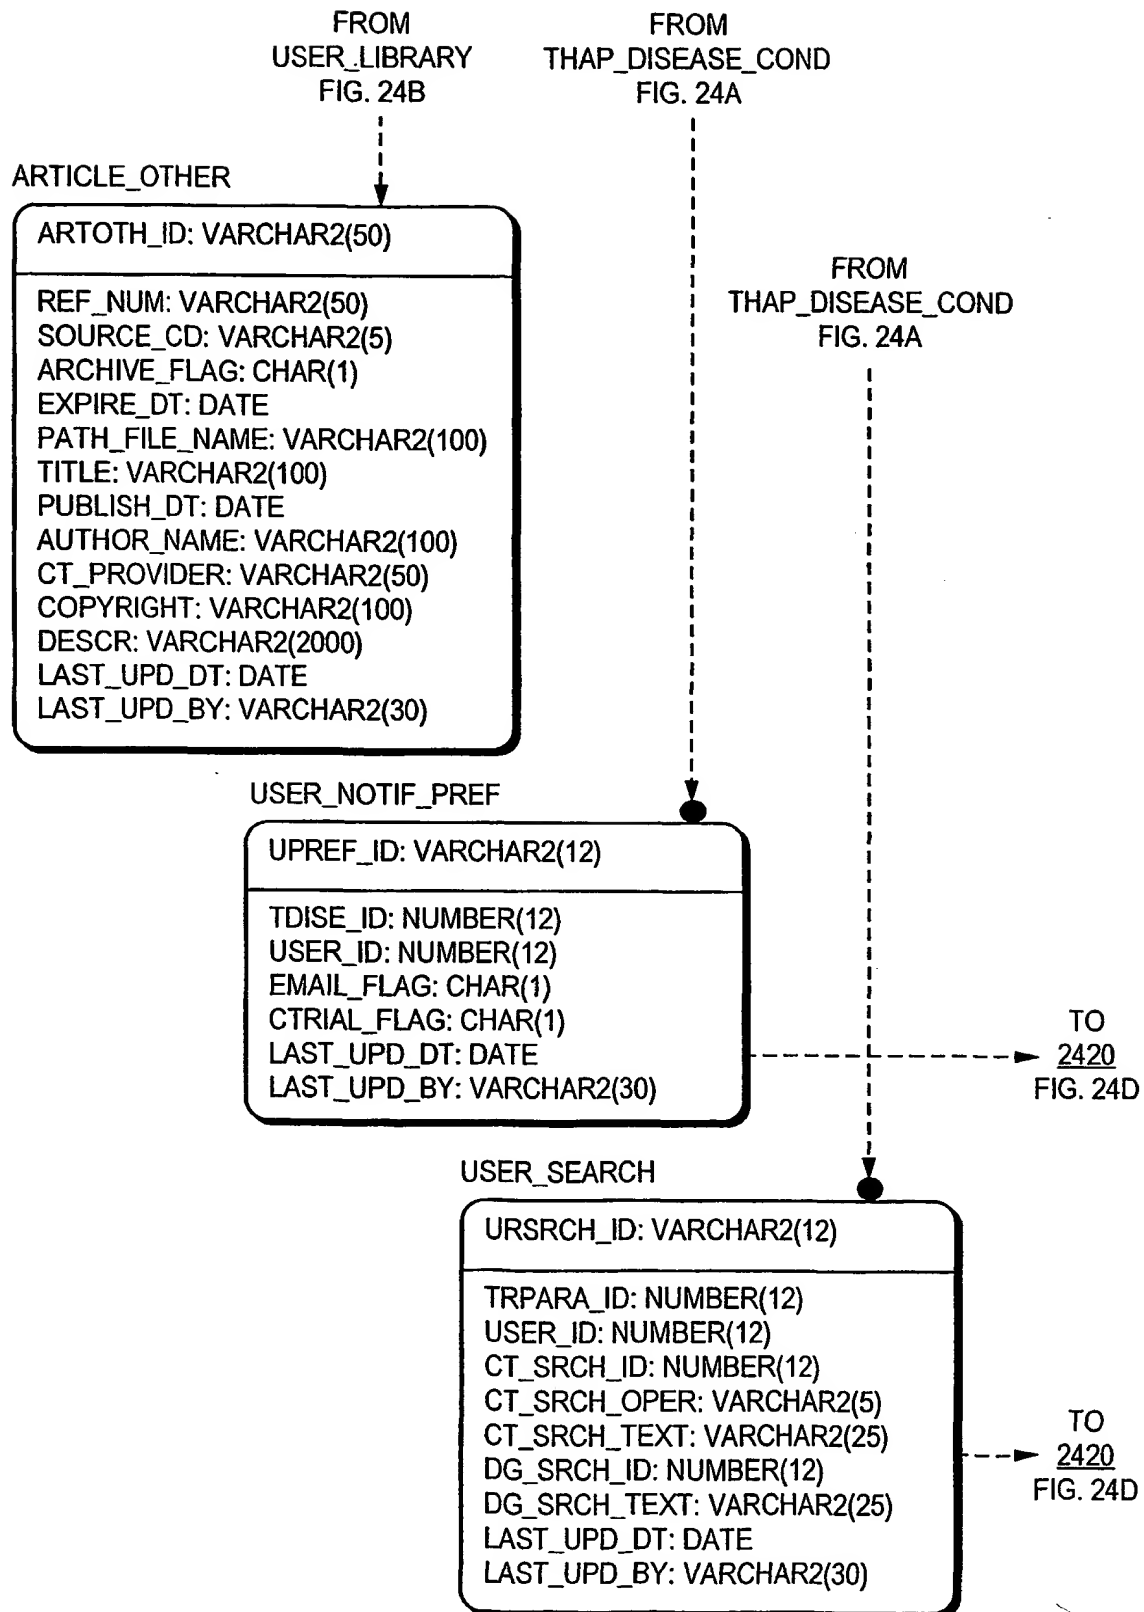 FROM
USER_LIBRARY
FIG. 24B
FROM
THAP_DISEASE_COND
FIG. 24A
ARTICLE_OTHER
ARTOTH_ID: VARCHAR2(50)
REF_NUM: VARCHAR2(50)
SOURCE_CD: VARCHAR2(5)
ARCHIVE_FLAG: CHAR(1)
EXPIRE_DT: DATE
PATH_FILE_NAME: VARCHAR2(100)
TITLE: VARCHAR2(100)
PUBLISH_DT: DATE
AUTHOR_NAME: VARCHAR2(100)
CT_PROVIDER: VARCHAR2(50)
COPYRIGHT: VARCHAR2(100)
DESCR: VARCHAR2(2000)
LAST_UPD_DT: DATE
LAST_UPD_BY: VARCHAR2(30)
FROM
THAP_DISEASE_COND
FIG. 24A
USER_NOTIF_PREF
UPREF_ID: VARCHAR2(12)
TDISE_ID: NUMBER(12)
USER_ID: NUMBER(12)
EMAIL_FLAG: CHAR(1)
CTRIAL_FLAG: CHAR(1)
LAST_UPD_DT: DATE
LAST_UPD_BY: VARCHAR2(30)
TO
2420
FIG. 24D
USER_SEARCH
URSRCH_ID: VARCHAR2(12)
TRPARA_ID: NUMBER(12)
USER_ID: NUMBER(12)
CT_SRCH_ID: NUMBER(12)
CT_SRCH_OPER: VARCHAR2(5)
CT_SRCH_TEXT: VARCHAR2(25)
DG_SRCH_ID: NUMBER(12)
DG_SRCH_TEXT: VARCHAR2(25)
LAST_UPD_DT: DATE
LAST_UPD_BY: VARCHAR2(30)
TO
2420
FIG. 24D